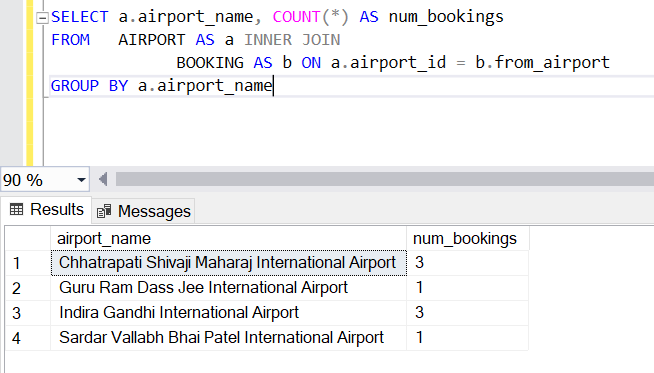 SELECT a.airport_name, COUNT(*) AS num_bookings
FROM AIRPORT AS a INNER JOIN
BOOKING AS b ON a.airport_id = b.from_airport
GROUP BY a.airport_name
90 %
Results Messages
airport_name num_bookings
1 Chhatrapati Shivaji Maharaj International Airport 3
2 Guru Ram Dass Jee International Airport 1
3 Indira Gandhi International Airport 3
4 Sardar Vallabh Bhai Patel International Airport 1